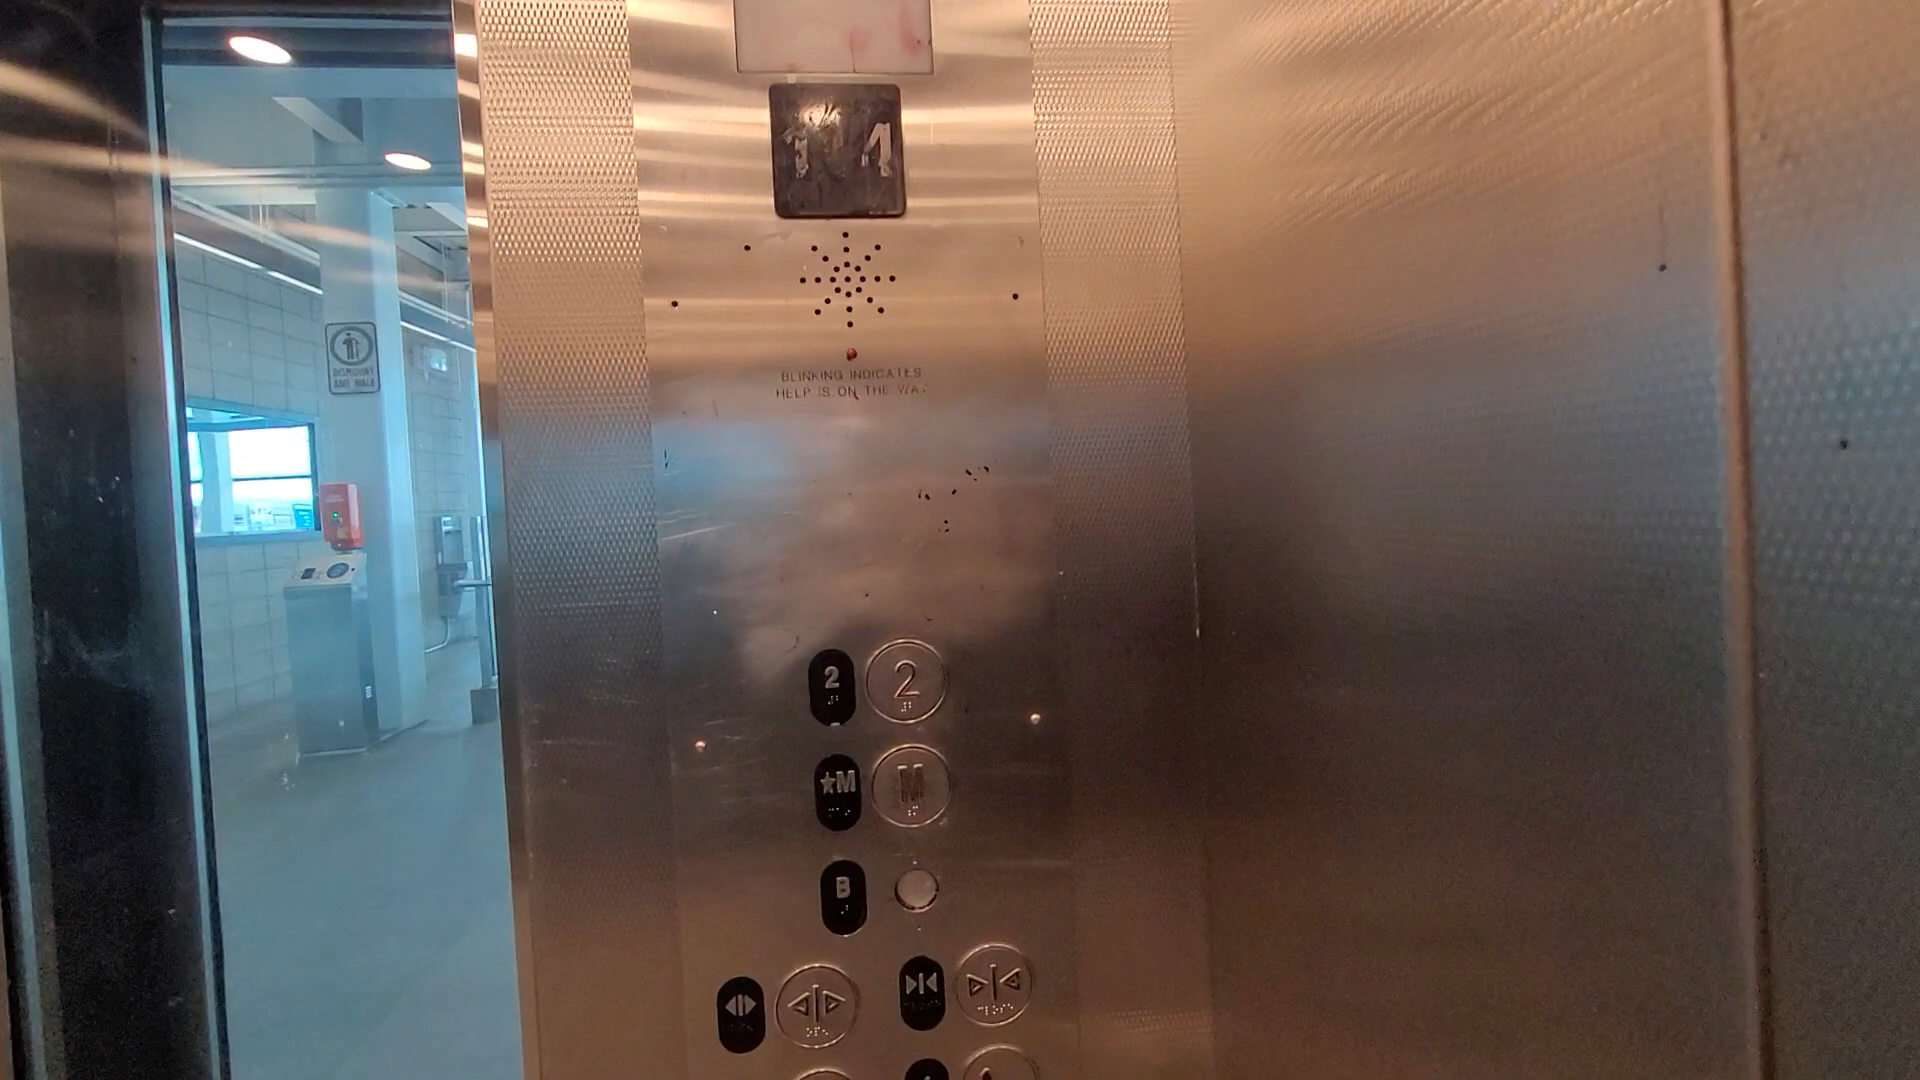 DISMOUNT
AND WALK
BLINKING INDICATES
HELP IS ON THE WAY
2 2
★M M
B